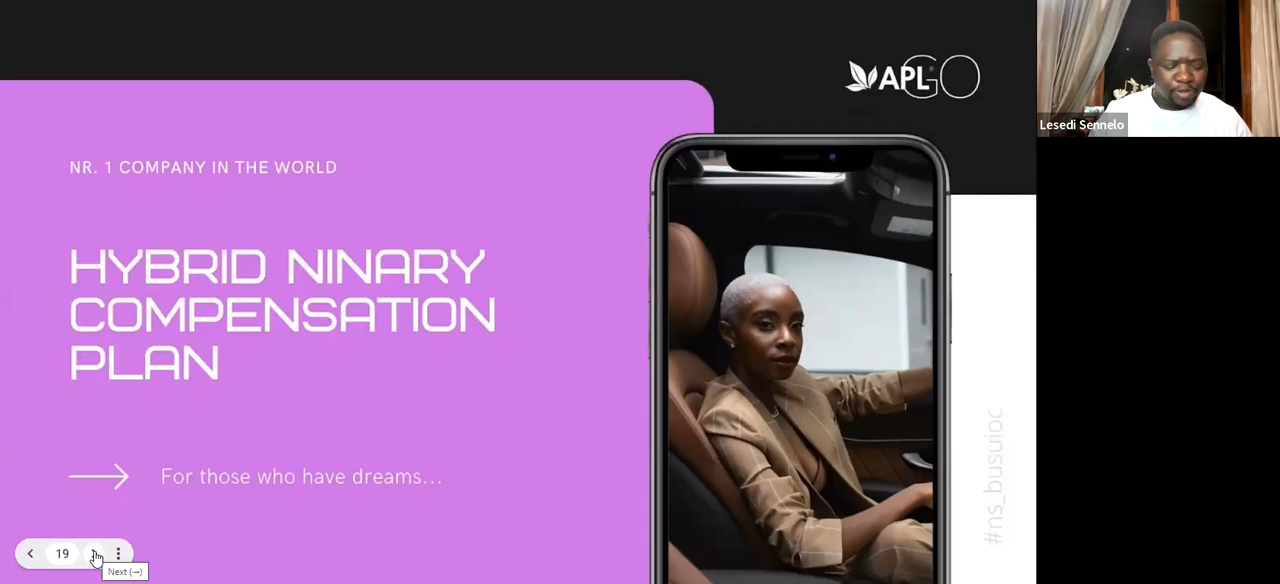 APLGO
Lesedi Sennelo
NR. 1 COMPANY IN THE WORLD
HYBRID NINARY
COMPENSATION
PLAN
For those who have dreams...
#ns_busuioc
19
Next (→)